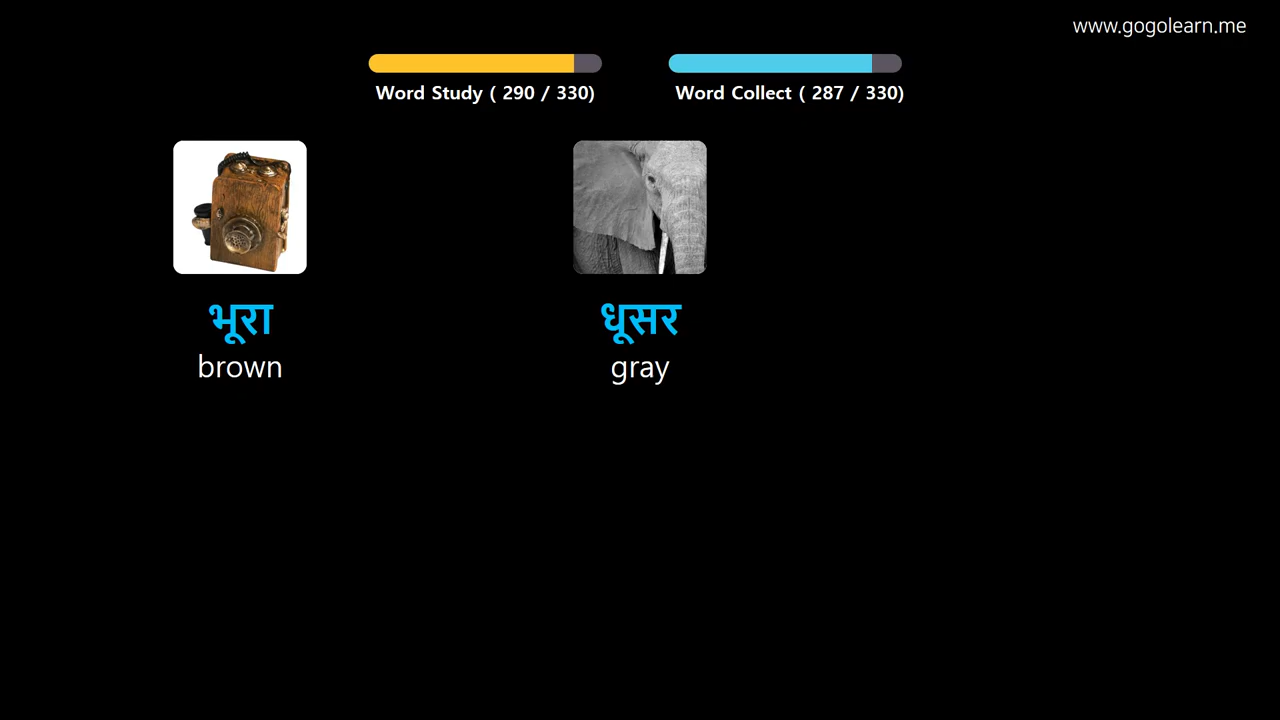 www.gogolearn.me
Word Study ( 290 / 330)
Word Collect ( 287 / 330)
भूरा
brown
धूसर
gray